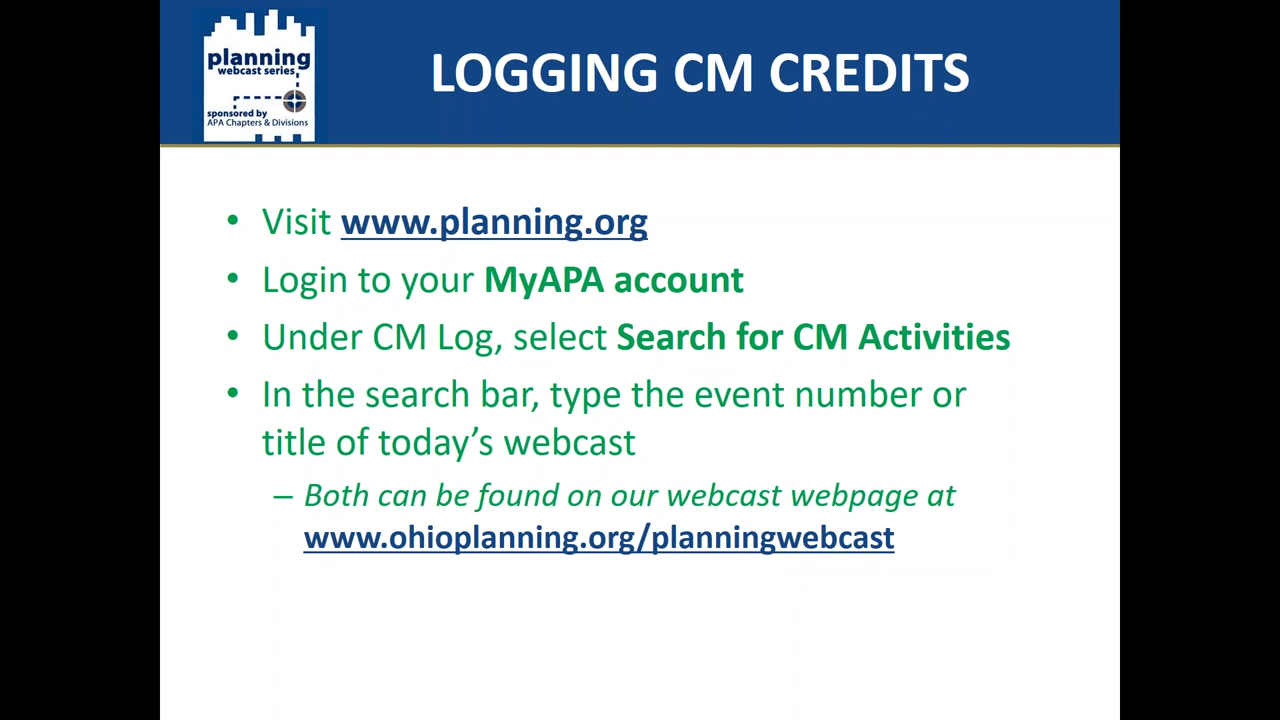 planning
webcast series
sponsored by
APA Chapters & Divisions
LOGGING CM CREDITS
• Visit www.planning.org
• Login to your MyAPA account
• Under CM Log, select Search for CM Activities
• In the search bar, type the event number or
title of today’s webcast
– Both can be found on our webcast webpage at
www.ohioplanning.org/planningwebcast